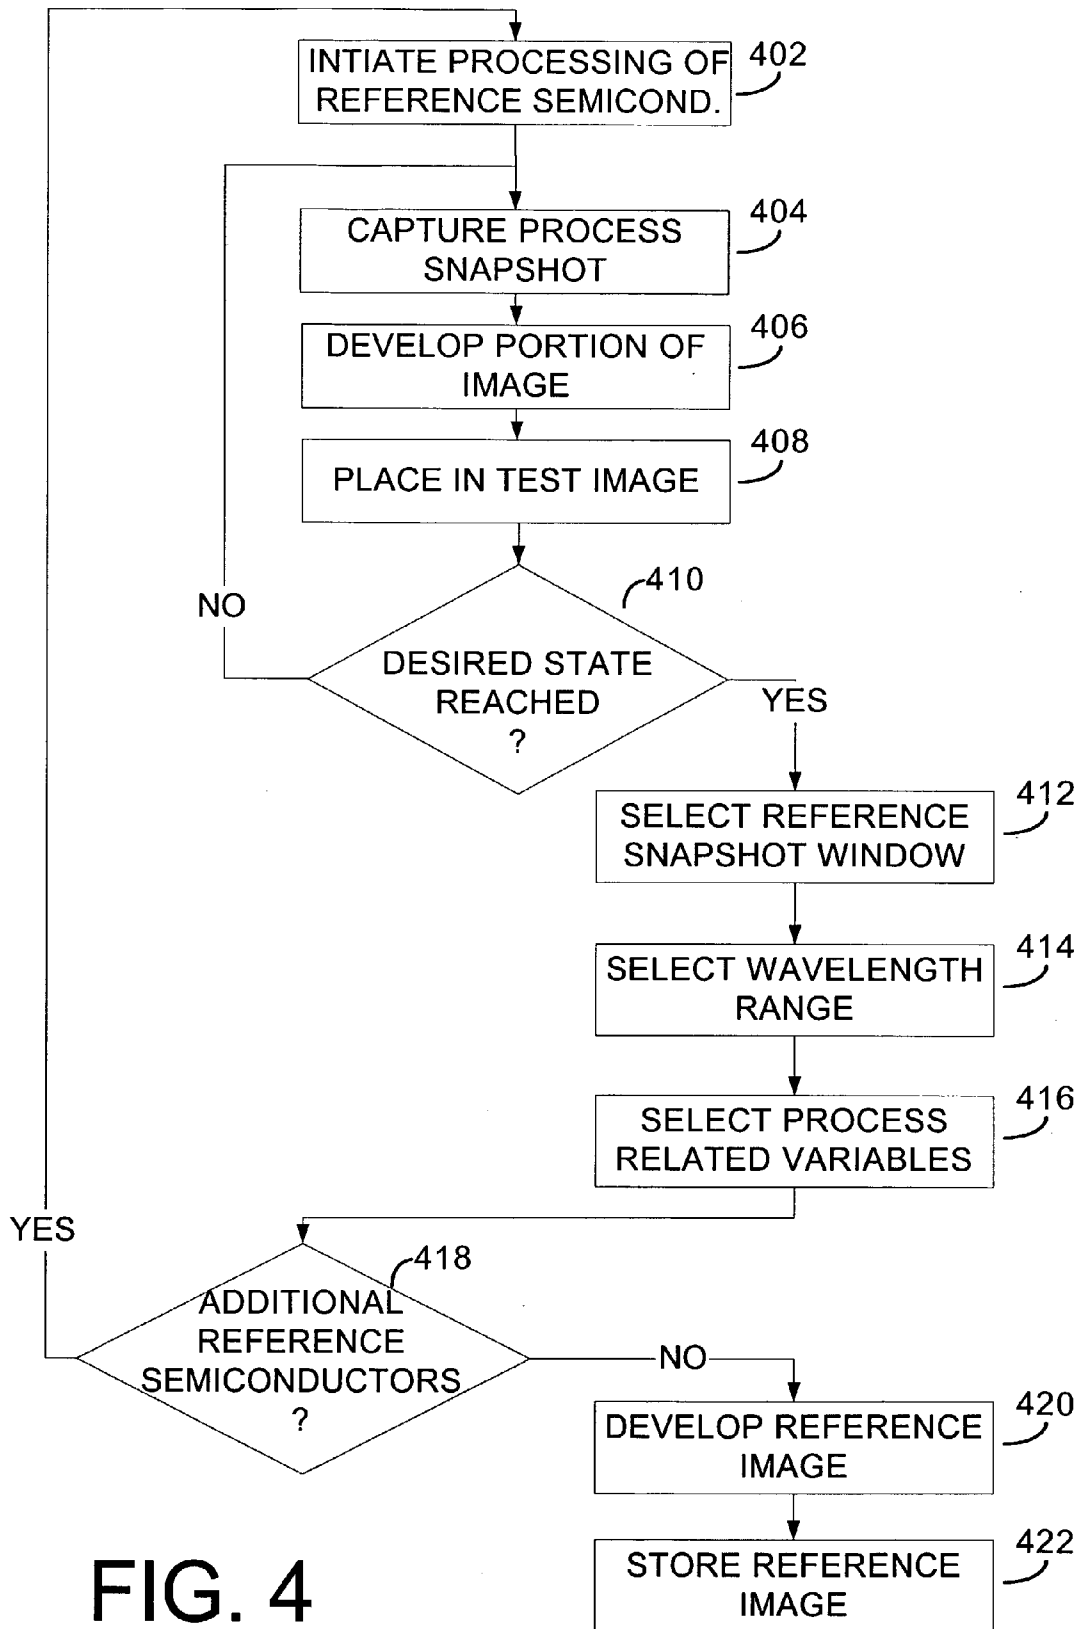 INTIATE PROCESSING OF
REFERENCE SEMICOND.
402
CAPTURE PROCESS
SNAPSHOT
404
DEVELOP PORTION OF
IMAGE
406
PLACE IN TEST IMAGE
408
410
DESIRED STATE
REACHED
?
NO
YES
SELECT REFERENCE
SNAPSHOT WINDOW
412
SELECT WAVELENGTH
RANGE
414
SELECT PROCESS
RELATED VARIABLES
416
418
ADDITIONAL
REFERENCE
SEMICONDUCTORS
?
YES
NO
DEVELOP REFERENCE
IMAGE
420
STORE REFERENCE
IMAGE
422
FIG. 4